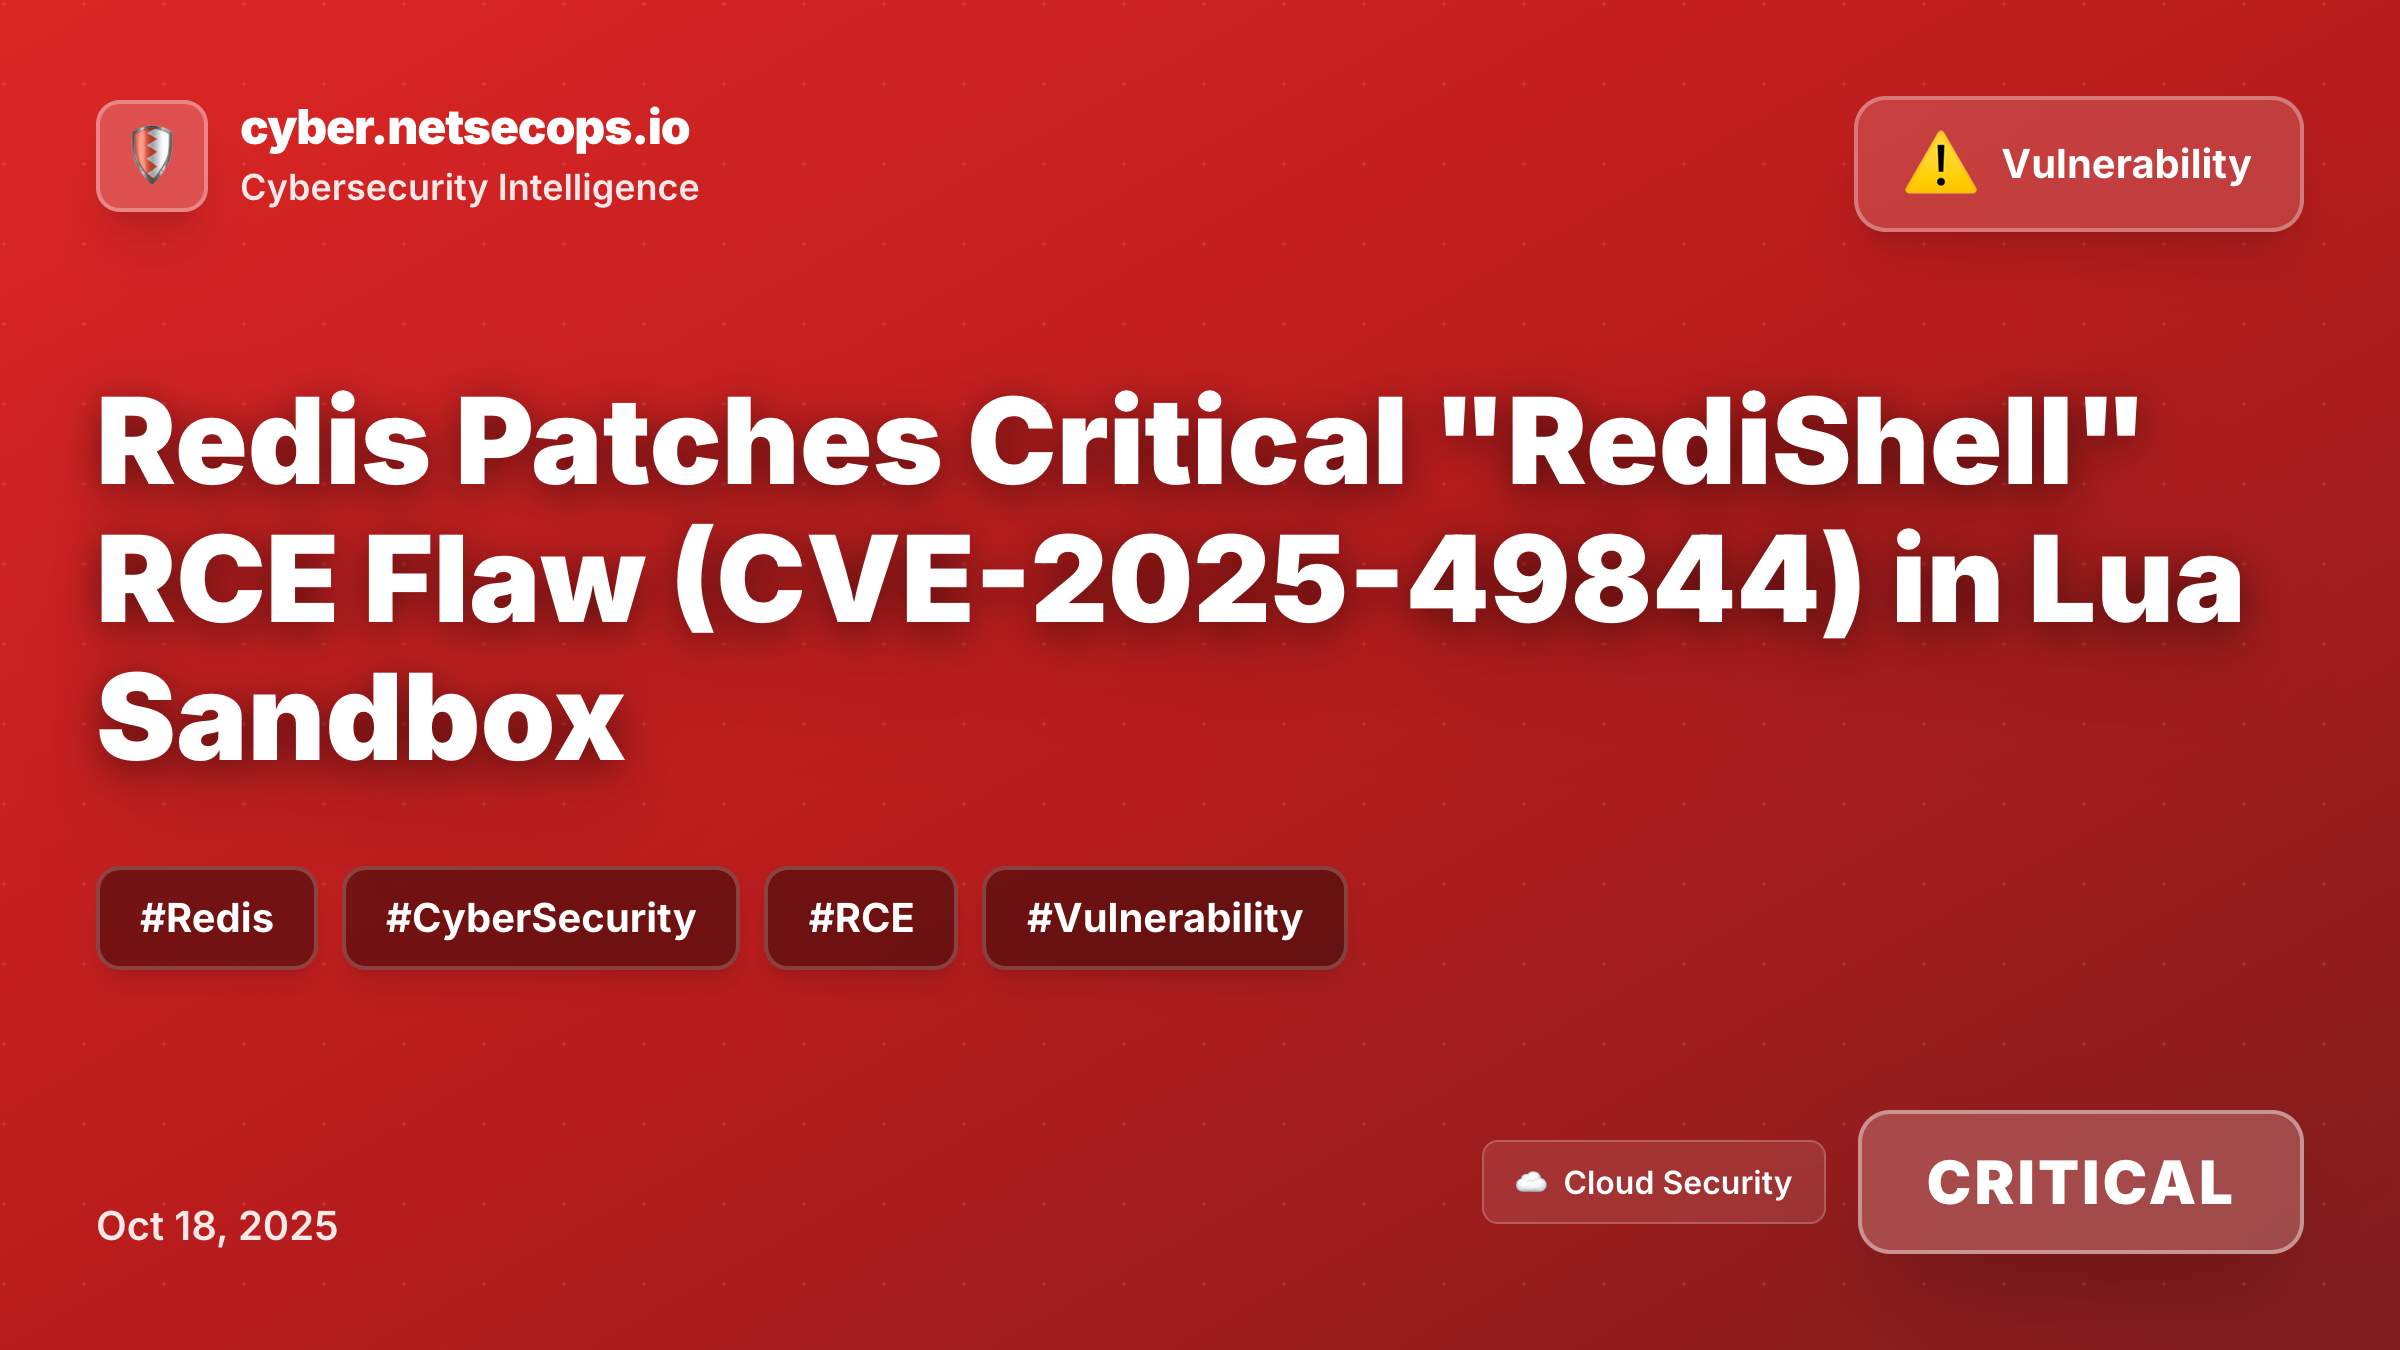 cyber.netsecops.io
Cybersecurity Intelligence
Vulnerability
Redis Patches Critical "RediShell"
RCE Flaw (CVE-2025-49844) in Lua
Sandbox
#Redis
#CyberSecurity
#RCE
#Vulnerability
Oct 18, 2025
Cloud Security
CRITICAL